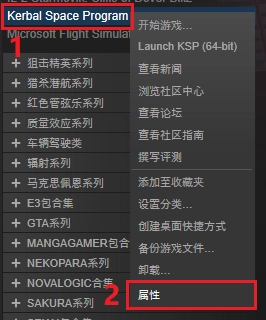 Kerbal Space Program
1
Microsoft Flight Simula
狙击精英系列
猎杀潜航系列
红色管弦乐系列
质量效应系列
车辆驾驶类
辐射系列
马克思佩恩系列
E3包合集
GTA系列
MANGAGAMER包合
NEKOPARA系列
NOVALOGIC合集
SAKURA系列
开始游戏...
Launch KSP (64-bit)
查看新闻
浏览社区中心
查看论坛
查看社区指南
撰写评测
添加至收藏夹
设置分类...
创建桌面快捷方式
备份游戏文件...
卸载...
2
属性